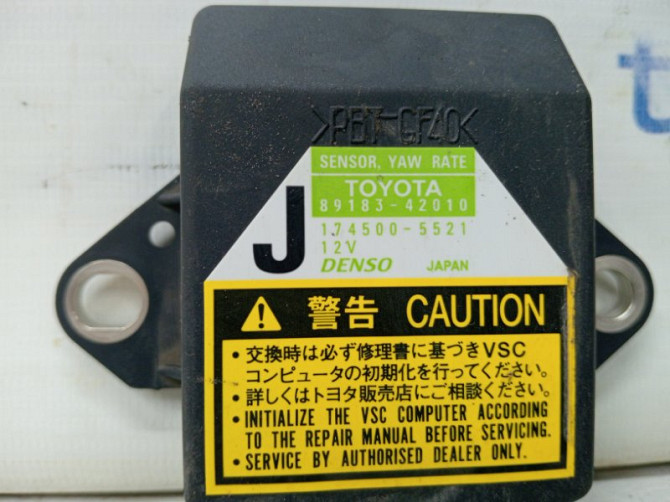 >PBT-GF40<
SENSOR, YAW RATE
TOYOTA
89183-42010
J
174500-5521
12V
DENSO JAPAN
警告 CAUTION
・交換時は必ず修理書に基づきVSC
コンピュータの初期化を行ってください。
・詳しくはトヨタ販売店にご相談ください。
・INITIALIZE THE VSC COMPUTER ACCORDING
TO THE REPAIR MANUAL BEFORE SERVICING.
・SERVICE BY AUTHORISED DEALER ONLY.